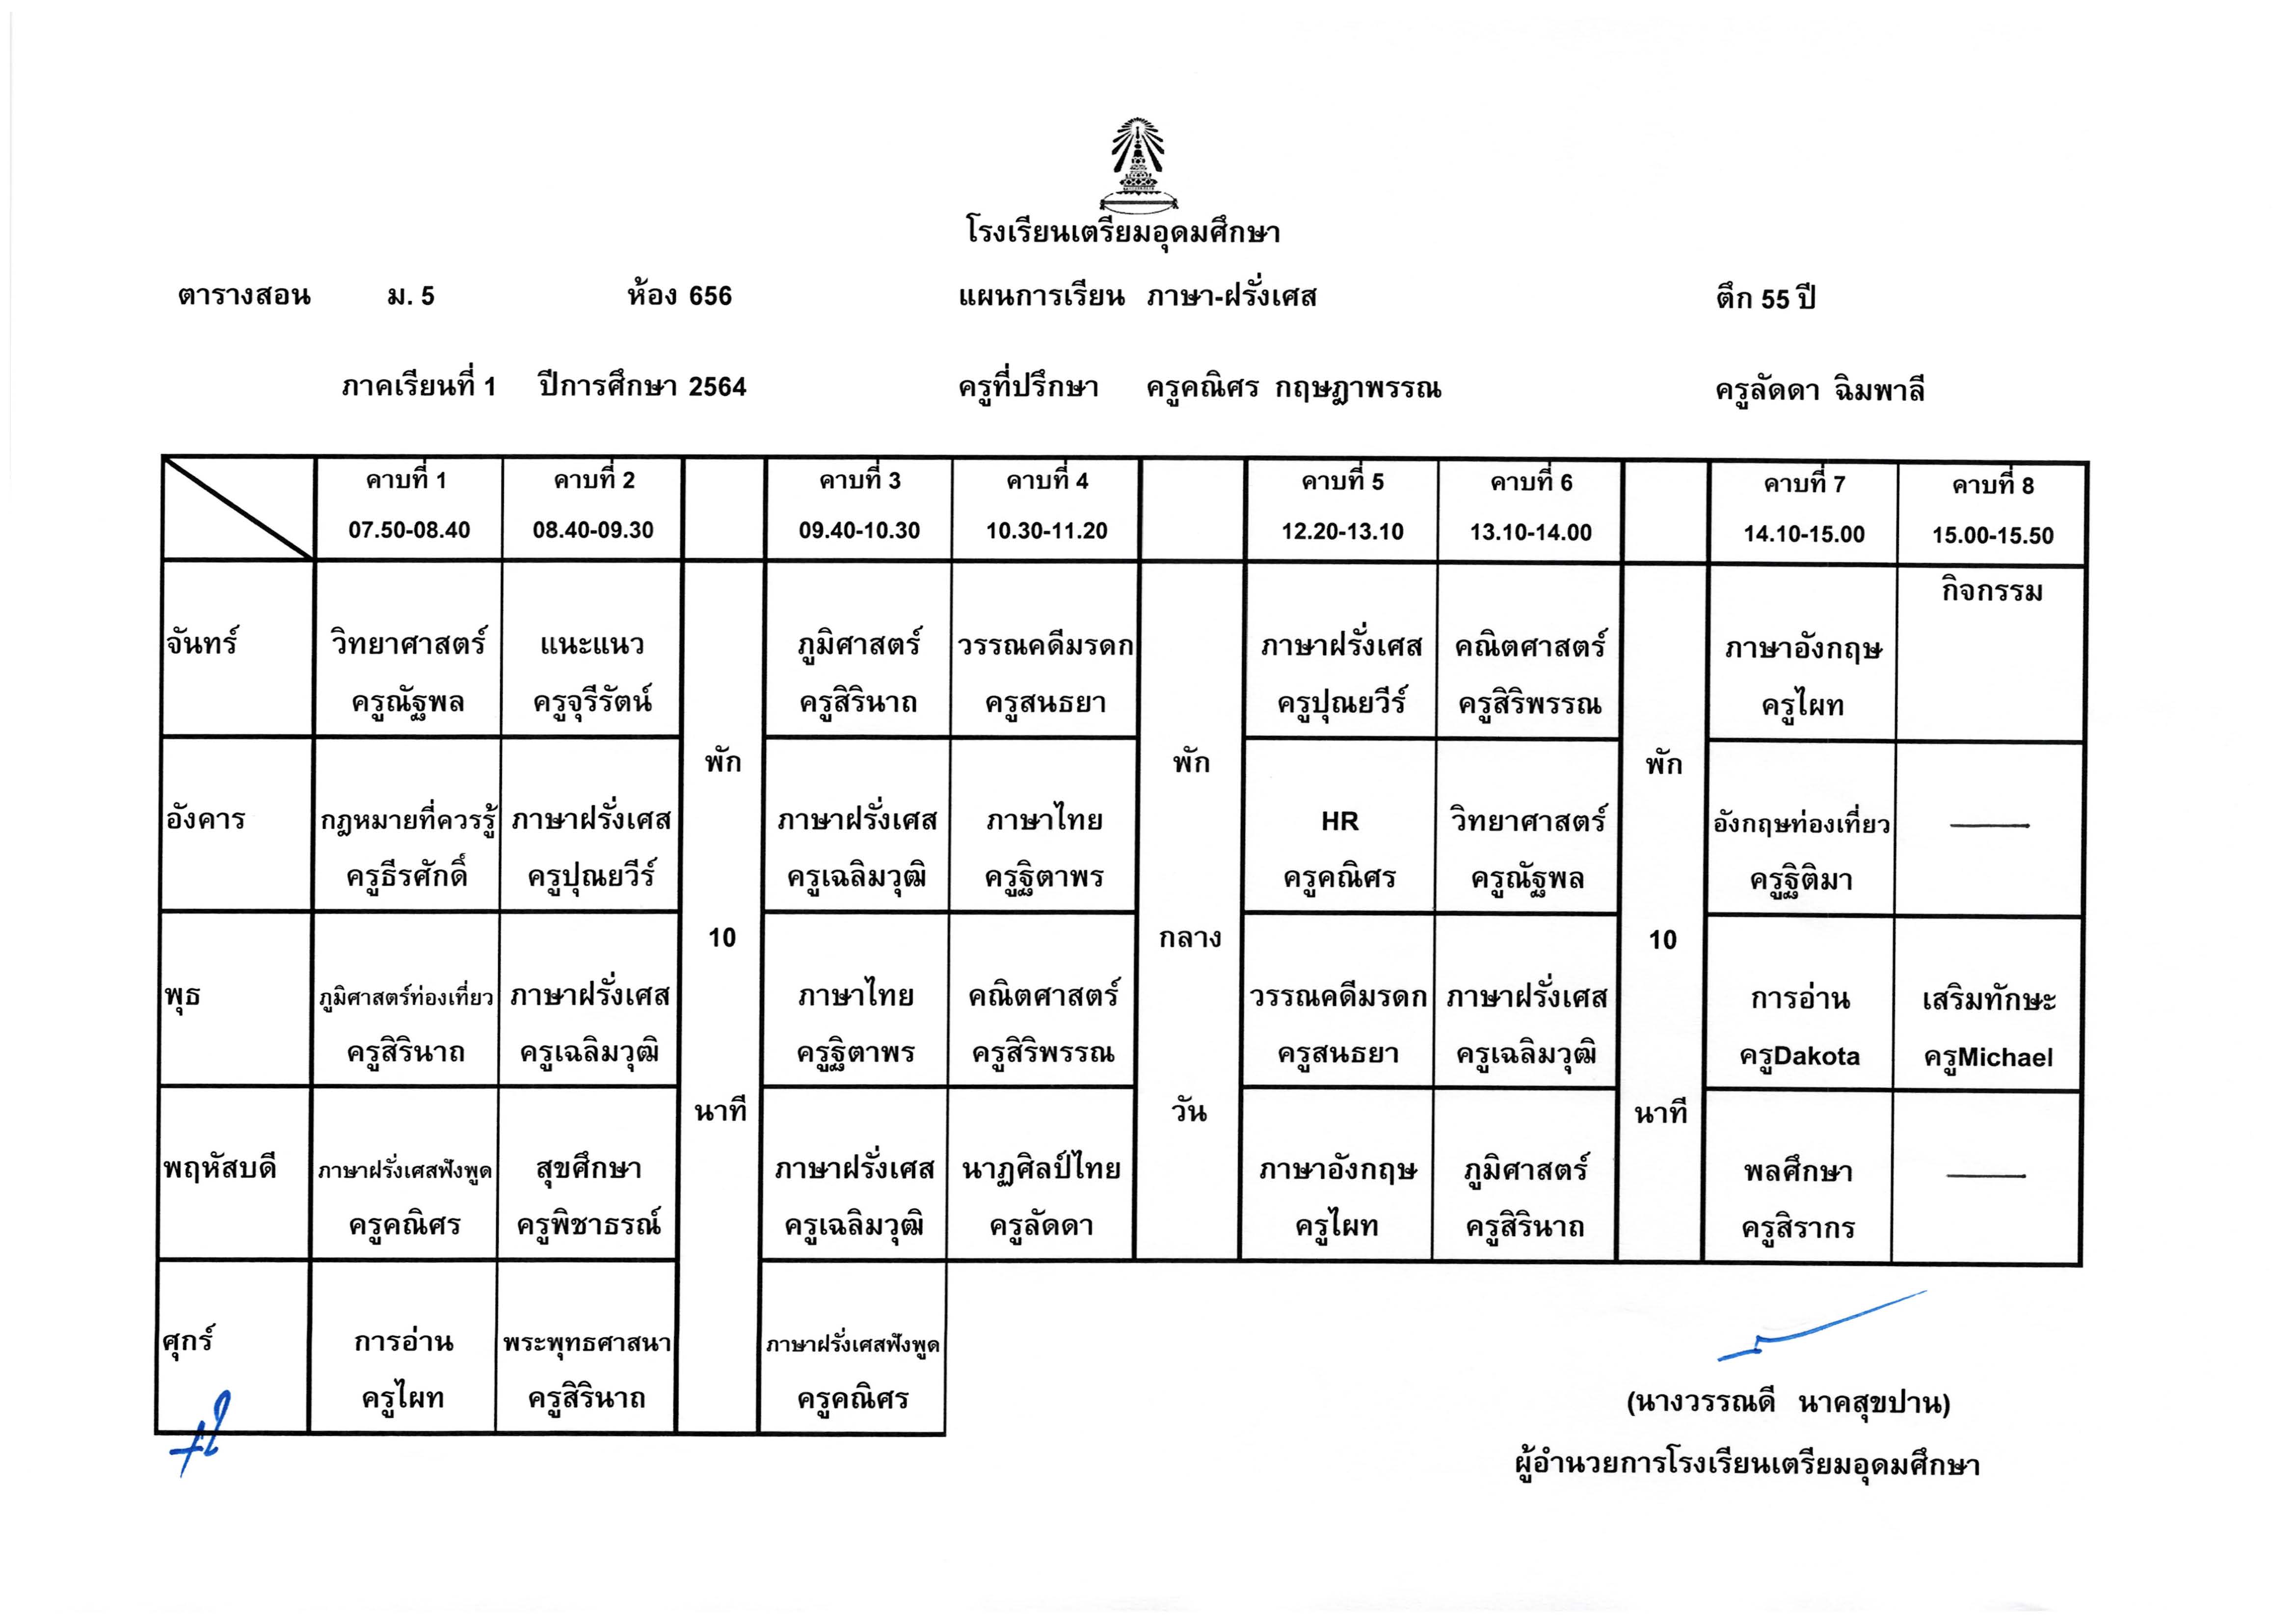 โรงเรียนเตรียมอุดมศึกษา
ตารางสอน ม. 5 ห้อง 656 แผนการเรียน ภาษา-ฝรั่งเศส ตึก 55 ปี
ภาคเรียนที่ 1 ปีการศึกษา 2564 ครูที่ปรึกษา ครูคณิศร กฤษฎาพรรณ ครูลัดดา ฉิมพาลี
คาบที่ 1 คาบที่ 2 คาบที่ 3 คาบที่ 4 คาบที่ 5 คาบที่ 6 คาบที่ 7 คาบที่ 8
07.50-08.40 08.40-09.30 09.40-10.30 10.30-11.20 12.20-13.10 13.10-14.00 14.10-15.00 15.00-15.50
จันทร์ วิทยาศาสตร์ แนะแนว ภูมิศาสตร์ วรรณคดีมรดก ภาษาฝรั่งเศส คณิตศาสตร์ ภาษาอังกฤษ กิจกรรม
ครูณัฐพล ครูจุรีรัตน์ ครูสิรินาถ ครูสนธยา ครูปุณยวีร์ ครูสิริพรรณ ครูไผท
พัก พัก พัก
อังคาร กฎหมายที่ควรรู้ ภาษาฝรั่งเศส ภาษาฝรั่งเศส ภาษาไทย HR วิทยาศาสตร์ อังกฤษท่องเที่ยว
ครูธีรศักดิ์ ครูปุณยวีร์ ครูเฉลิมวุฒิ ครูฐิตาพร ครูคณิศร ครูณัฐพล ครูฐิติมา
10 กลาง 10
พุธ ภูมิศาสตร์ท่องเที่ยว ภาษาฝรั่งเศส ภาษาไทย คณิตศาสตร์ วรรณคดีมรดก ภาษาฝรั่งเศส การอ่าน เสริมทักษะ
ครูสิรินาถ ครูเฉลิมวุฒิ ครูฐิตาพร ครูสิริพรรณ ครูสนธยา ครูเฉลิมวุฒิ ครูDakota ครูMichael
นาที วัน นาที
พฤหัสบดี ภาษาฝรั่งเศสฟังพูด สุขศึกษา ภาษาฝรั่งเศส นาฏศิลป์ไทย ภาษาอังกฤษ ภูมิศาสตร์ พลศึกษา
ครูคณิศร ครูพิชาธรณ์ ครูเฉลิมวุฒิ ครูลัดดา ครูไผท ครูสิรินาถ ครูสิรากร
ศุกร์ การอ่าน พระพุทธศาสนา ภาษาฝรั่งเศสฟังพูด
ครูไผท ครูสิรินาถ ครูคณิศร
(นางวรรณดี นาคสุขปาน)
ผู้อำนวยการโรงเรียนเตรียมอุดมศึกษา